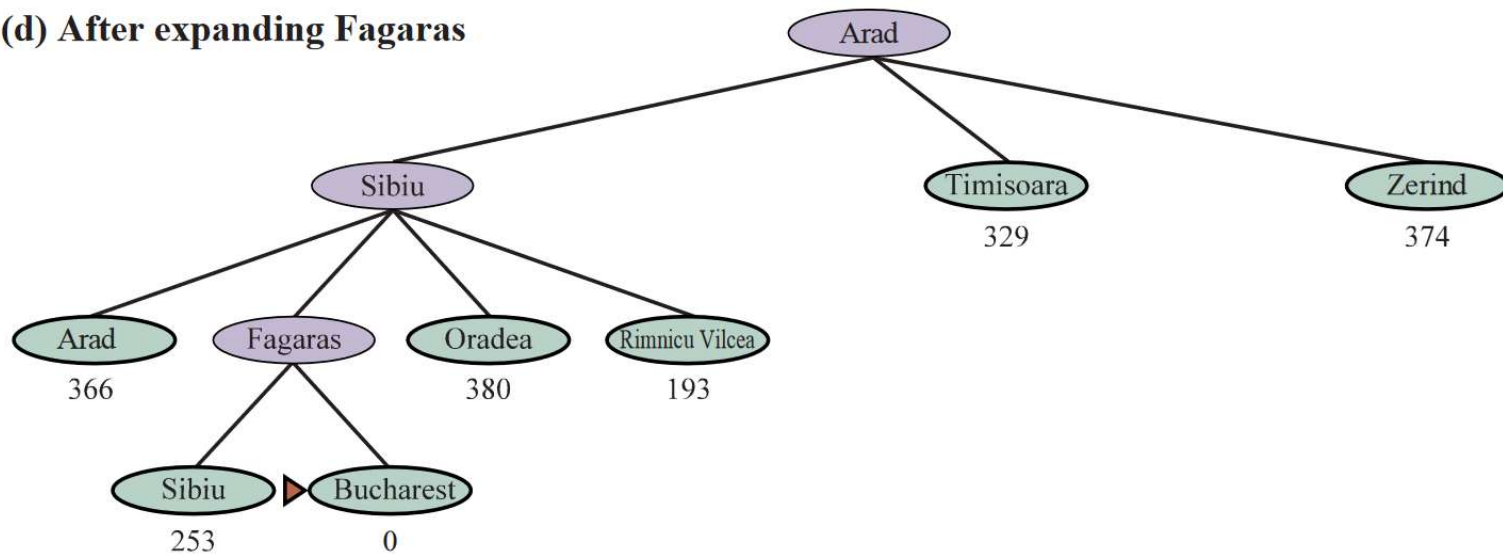 (d) After expanding Fagaras
Arad
Sibiu
Timisoara
Zerind
329
374
Arad
Fagaras
Oradea
Rimnicu Vilcea
366
380
193
Sibiu
Bucharest
253
0